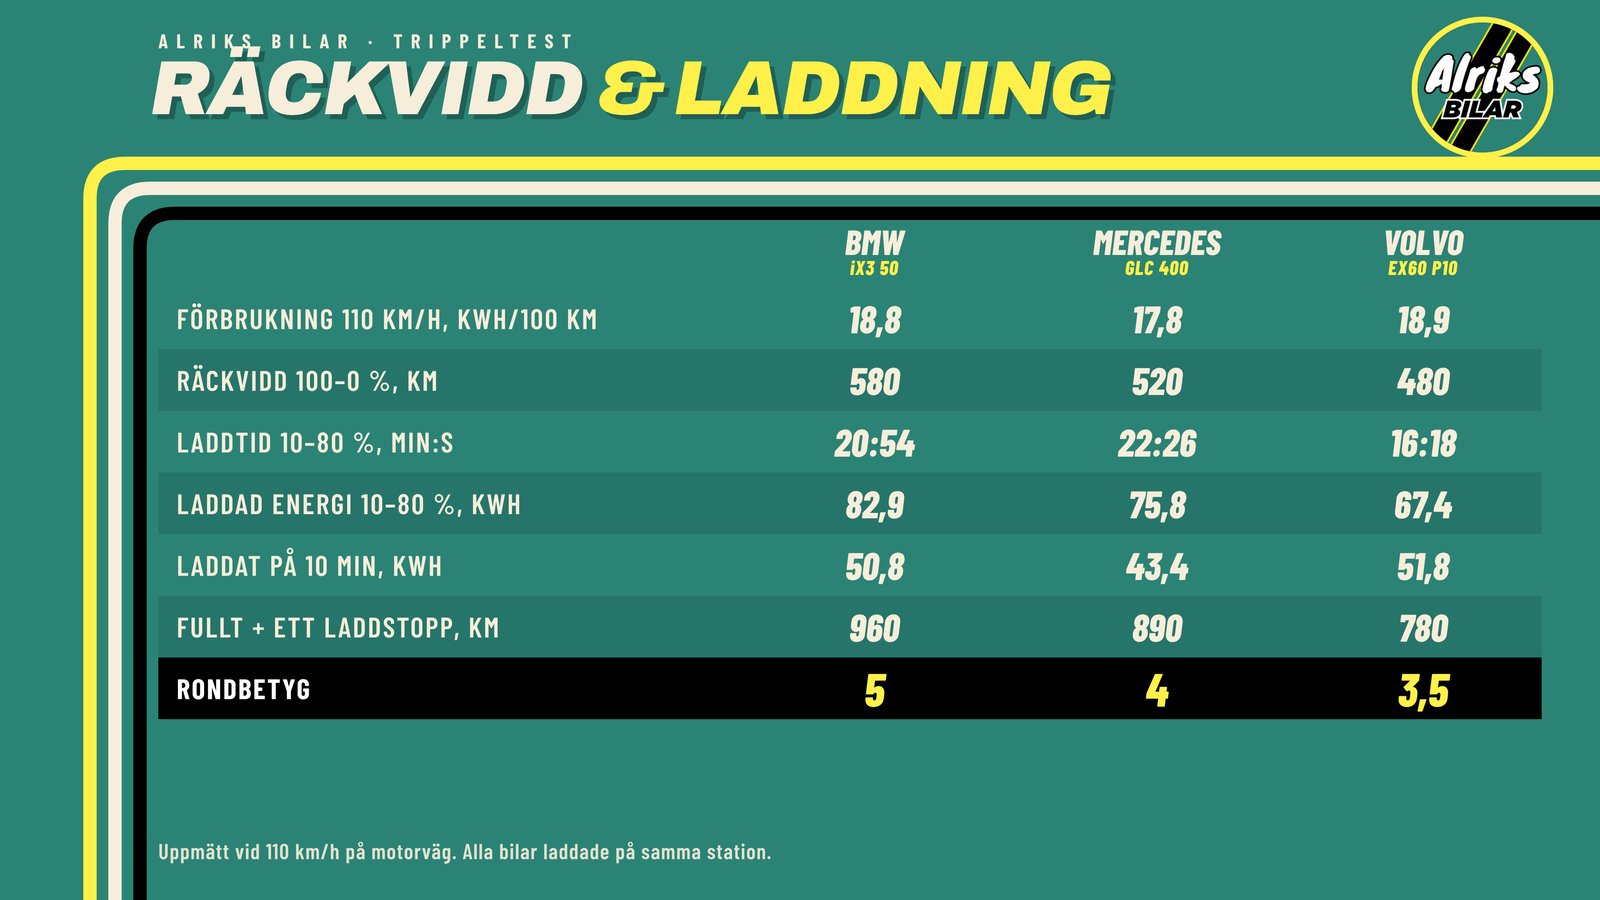 ALRIKS BILAR · TRIPPELTEST
RÄCKVIDD & LADDNING
Alriks
BILAR
BMW MERCEDES VOLVO
iX3 50 GLC 400 EX60 P10
FÖRBRUKNING 110 KM/H, KWH/100 KM 18,8 17,8 18,9
RÄCKVIDD 100–0 %, KM 580 520 480
LADDTID 10–80 %, MIN:S 20:54 22:26 16:18
LADDAD ENERGI 10–80 %, KWH 82,9 75,8 67,4
LADDAT PÅ 10 MIN, KWH 50,8 43,4 51,8
FULLT + ETT LADDSTOPP, KM 960 890 780
RONDBETYG 5 4 3,5
Uppmätt vid 110 km/h på motorväg. Alla bilar laddade på samma station.